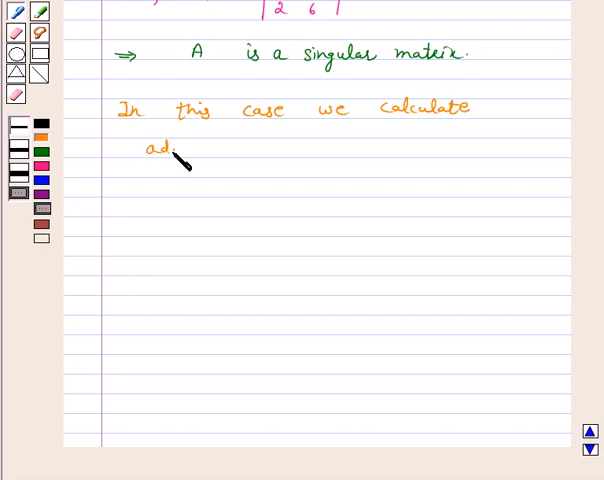 | 2 6 |
⇒ A is a singular matrix.
In this case we calculate
ad